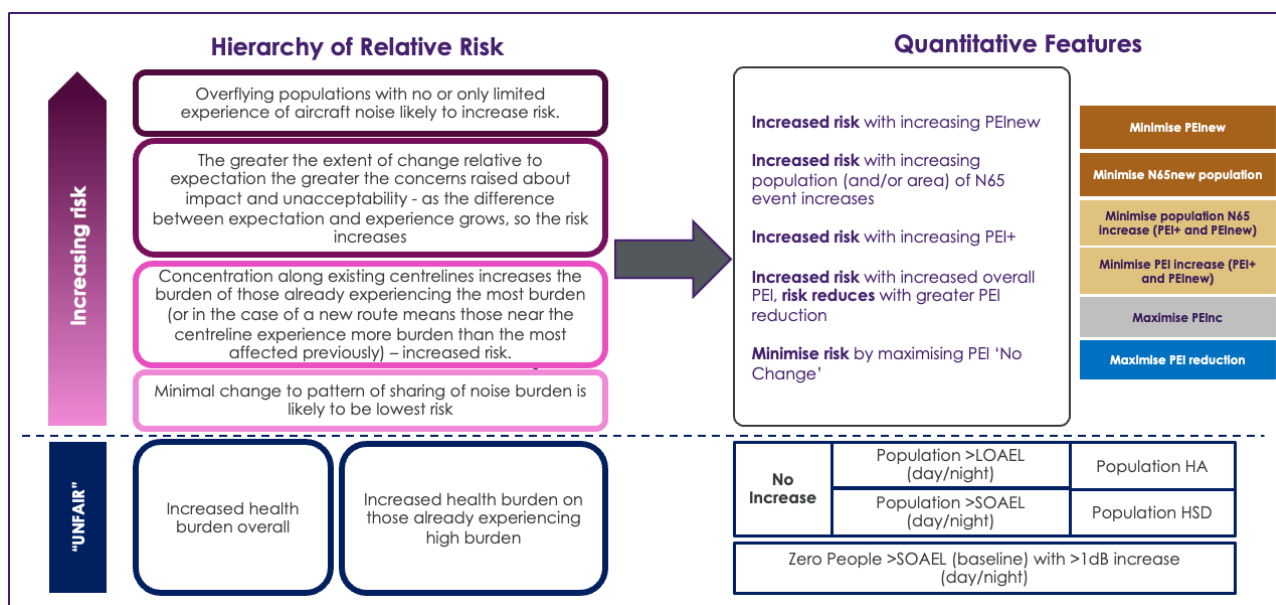 Hierarchy of Relative Risk
Quantitative Features
Increasing risk
Overflying populations with no or only limited
experience of aircraft noise likely to increase risk.
The greater the extent of change relative to
expectation the greater the concerns raised about
impact and unacceptability - as the difference
between expectation and experience grows, so the risk
increases
Concentration along existing centrelines increases the
burden of those already experiencing the most burden
(or in the case of a new route means those near the
centreline experience more burden than the most
affected previously) – increased risk.
Minimal change to pattern of sharing of noise burden is
likely to be lowest risk
Increased risk with increasing PEInew
Increased risk with increasing
population (and/or area) of N65
event increases
Increased risk with increasing PEI+
Increased risk with increased overall
PEI, risk reduces with greater PEI
reduction
Minimise risk by maximising PEI ‘No
Change’
Minimise PEInew
Minimise N65new population
Minimise population N65
increase (PEI+ and PEInew)
Minimise PEI increase (PEI+
and PEInew)
Maximise PEInc
Maximise PEI reduction
“UNFAIR”
Increased health
burden overall
Increased health burden on
those already experiencing
high burden
No
Increase
Population >LOAEL
(day/night)
Population HA
Population >SOAEL
(day/night)
Population HSD
Zero People >SOAEL (baseline) with >1dB increase
(day/night)